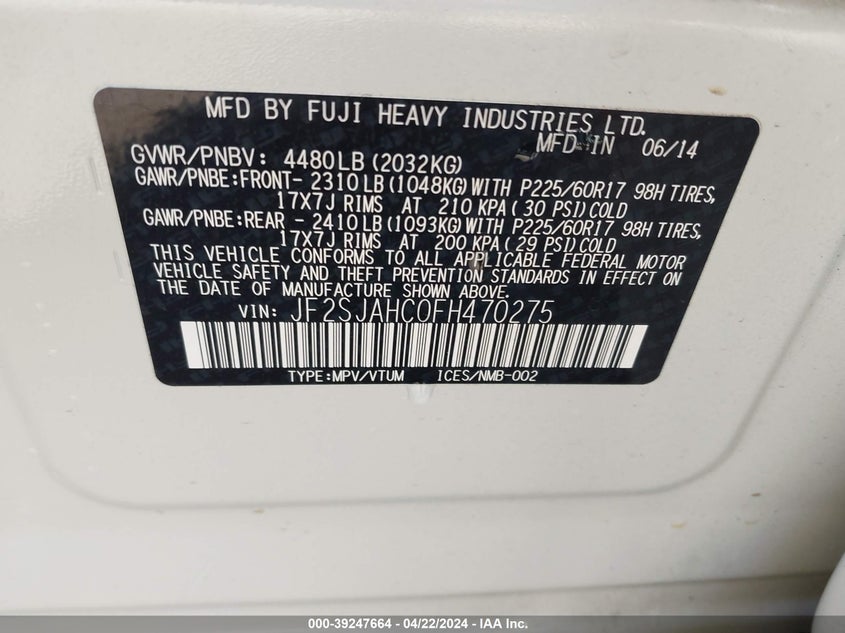 MFD BY FUJI HEAVY INDUSTRIES LTD.
MFD IN 06/14
GVWR/PNBV: 4480LB(2032KG)
GAWR/PNBE:FRONT- 2310LB(1048KG)WITH P225/60R17 98H TIRES,
17X7J RIMS AT 210 KPA(30 PSI)COLD
GAWR/PNBE:REAR - 2410LB(1093KG)WITH P225/60R17 98H TIRES,
17X7J RIMS AT 200 KPA(29 PSI)COLD
THIS VEHICLE CONFORMS TO ALL APPLICABLE FEDERAL MOTOR
VEHICLE SAFETY AND THEFT PREVENTION STANDARDS IN EFFECT ON
THE DATE OF MANUFACTURE SHOWN ABOVE.
VIN: JF2SJAHC0FH470275
TYPE:MPV/VTUM ICES/NMB-002
000-39247664 - 04/22/2024 - IAA Inc.